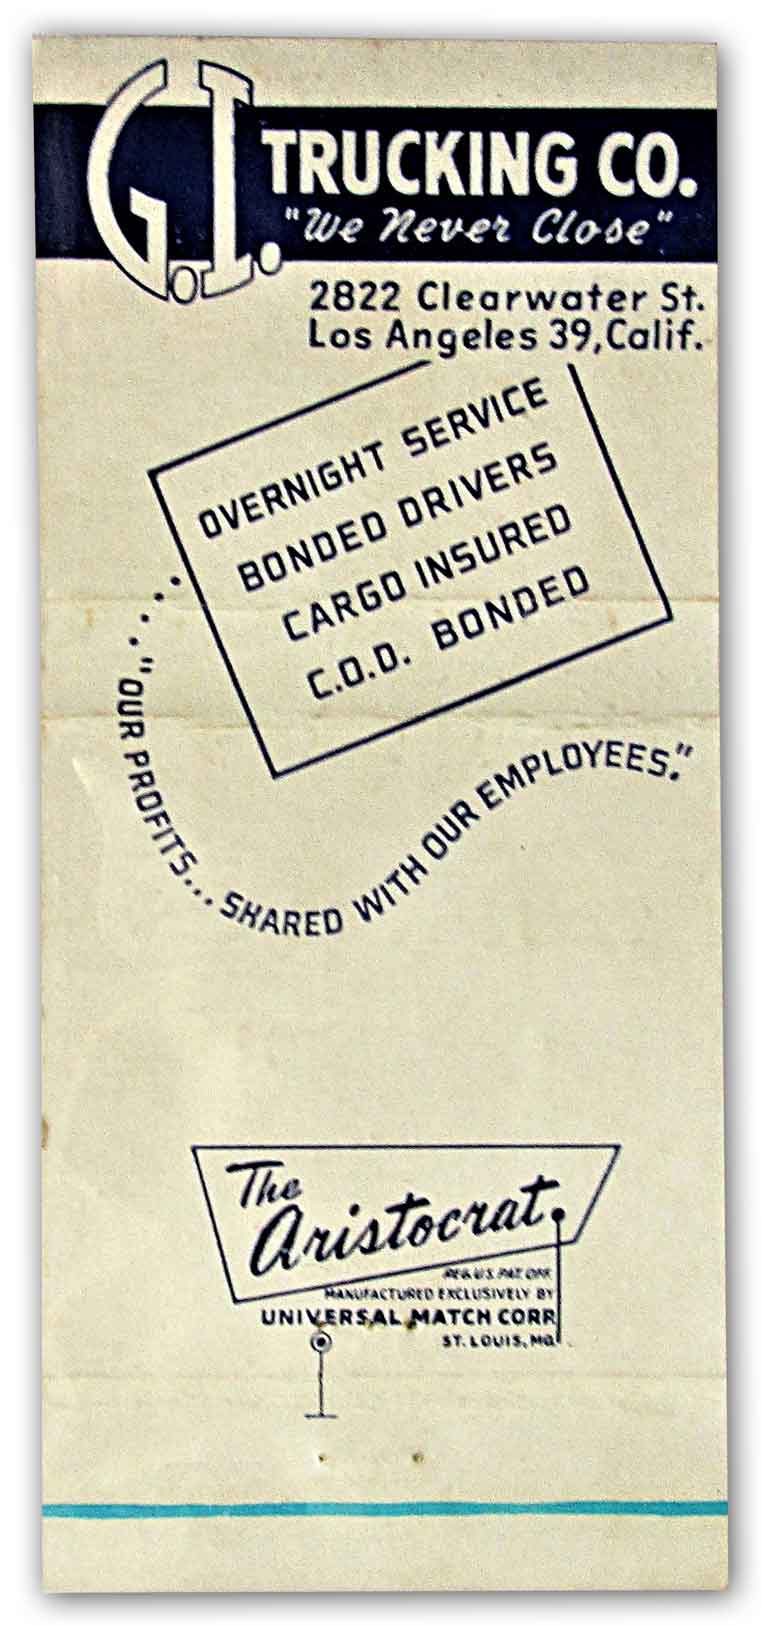 G.I. TRUCKING CO.
"We Never Close"
2822 Clearwater St.
Los Angeles 39, Calif.
OVERNIGHT SERVICE
BONDED DRIVERS
CARGO INSURED
C.O.D. BONDED
...."OUR PROFITS... SHARED WITH OUR EMPLOYEES."
The
Aristocrat
REG. U.S. PAT. OFF.
MANUFACTURED EXCLUSIVELY BY
UNIVERSAL MATCH CORP
ST. LOUIS, MO.